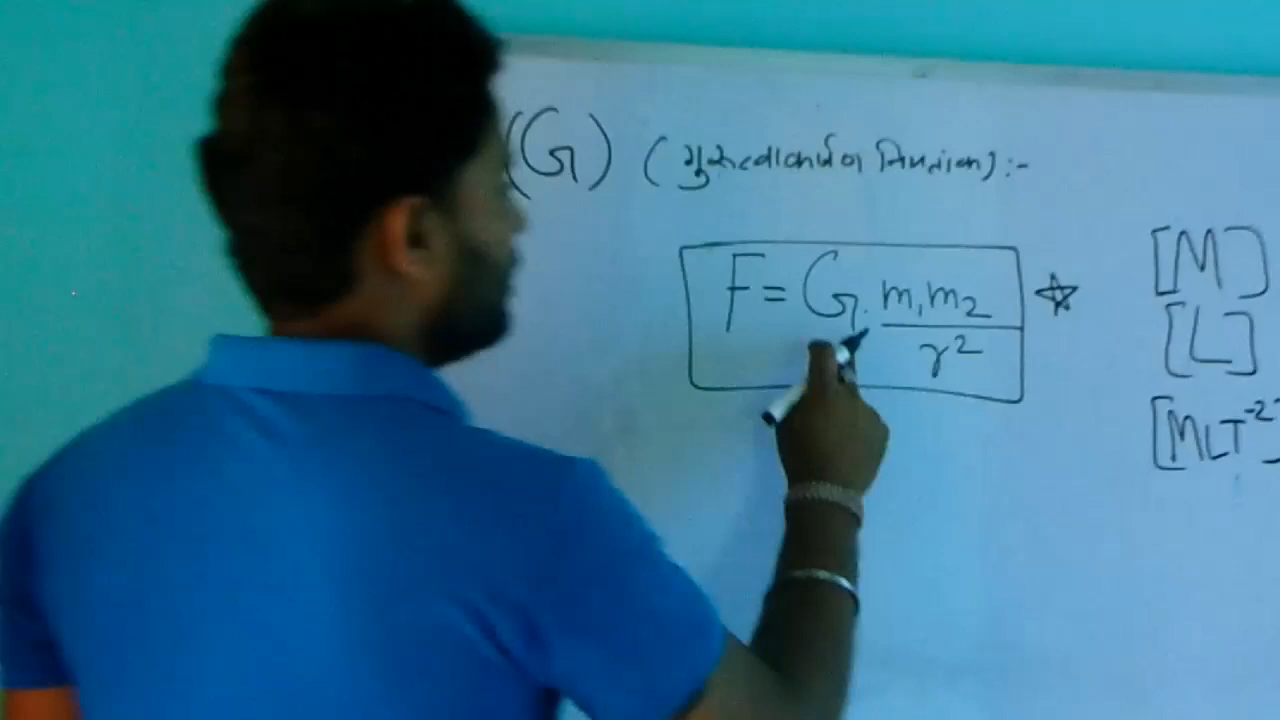 (G) (गुरुत्वाकर्षण नियतांक) :-
F = G. m₁m₂ / r²
[M]
[L]
[MLT⁻²]